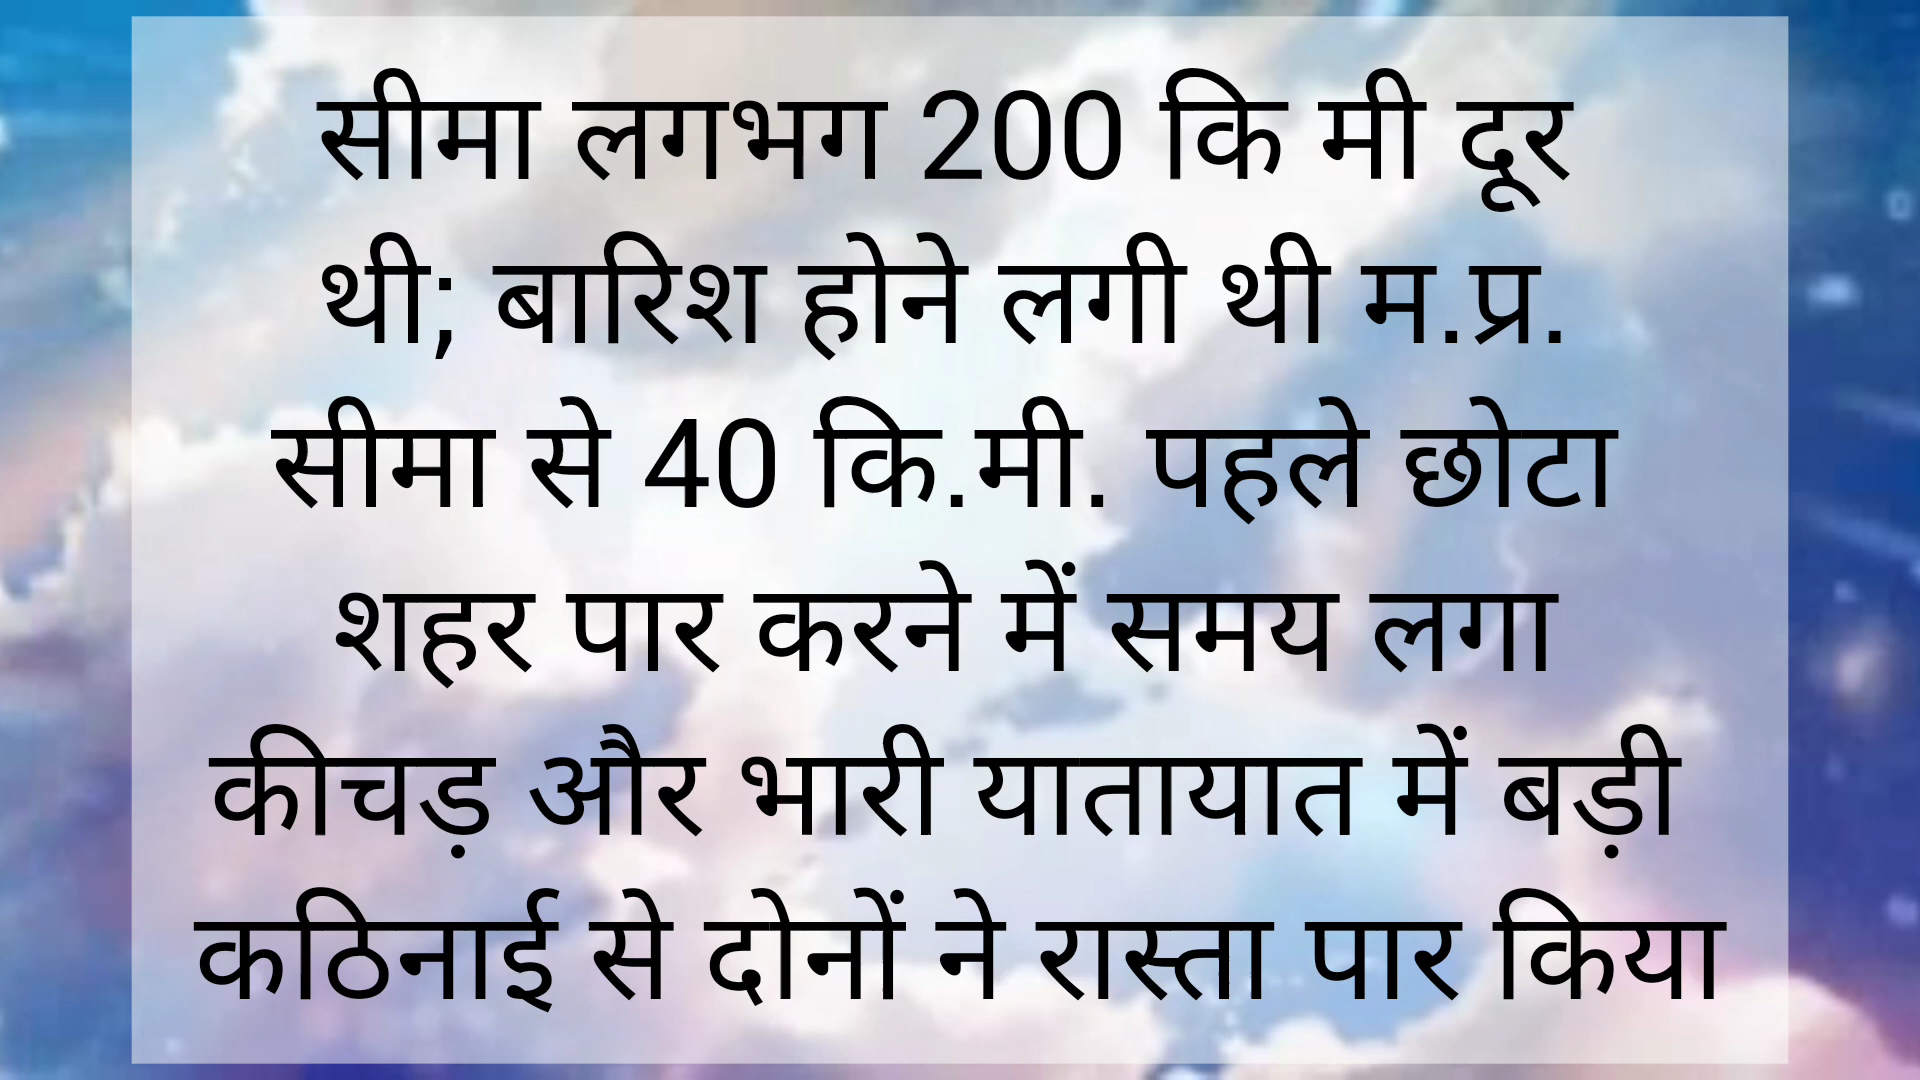 सीमा लगभग 200 कि मी दूर
थी; बारिश होने लगी थी म.प्र.
सीमा से 40 कि.मी. पहले छोटा
शहर पार करने में समय लगा
कीचड़ और भारी यातायात में बड़ी
कठिनाई से दोनों ने रास्ता पार किया